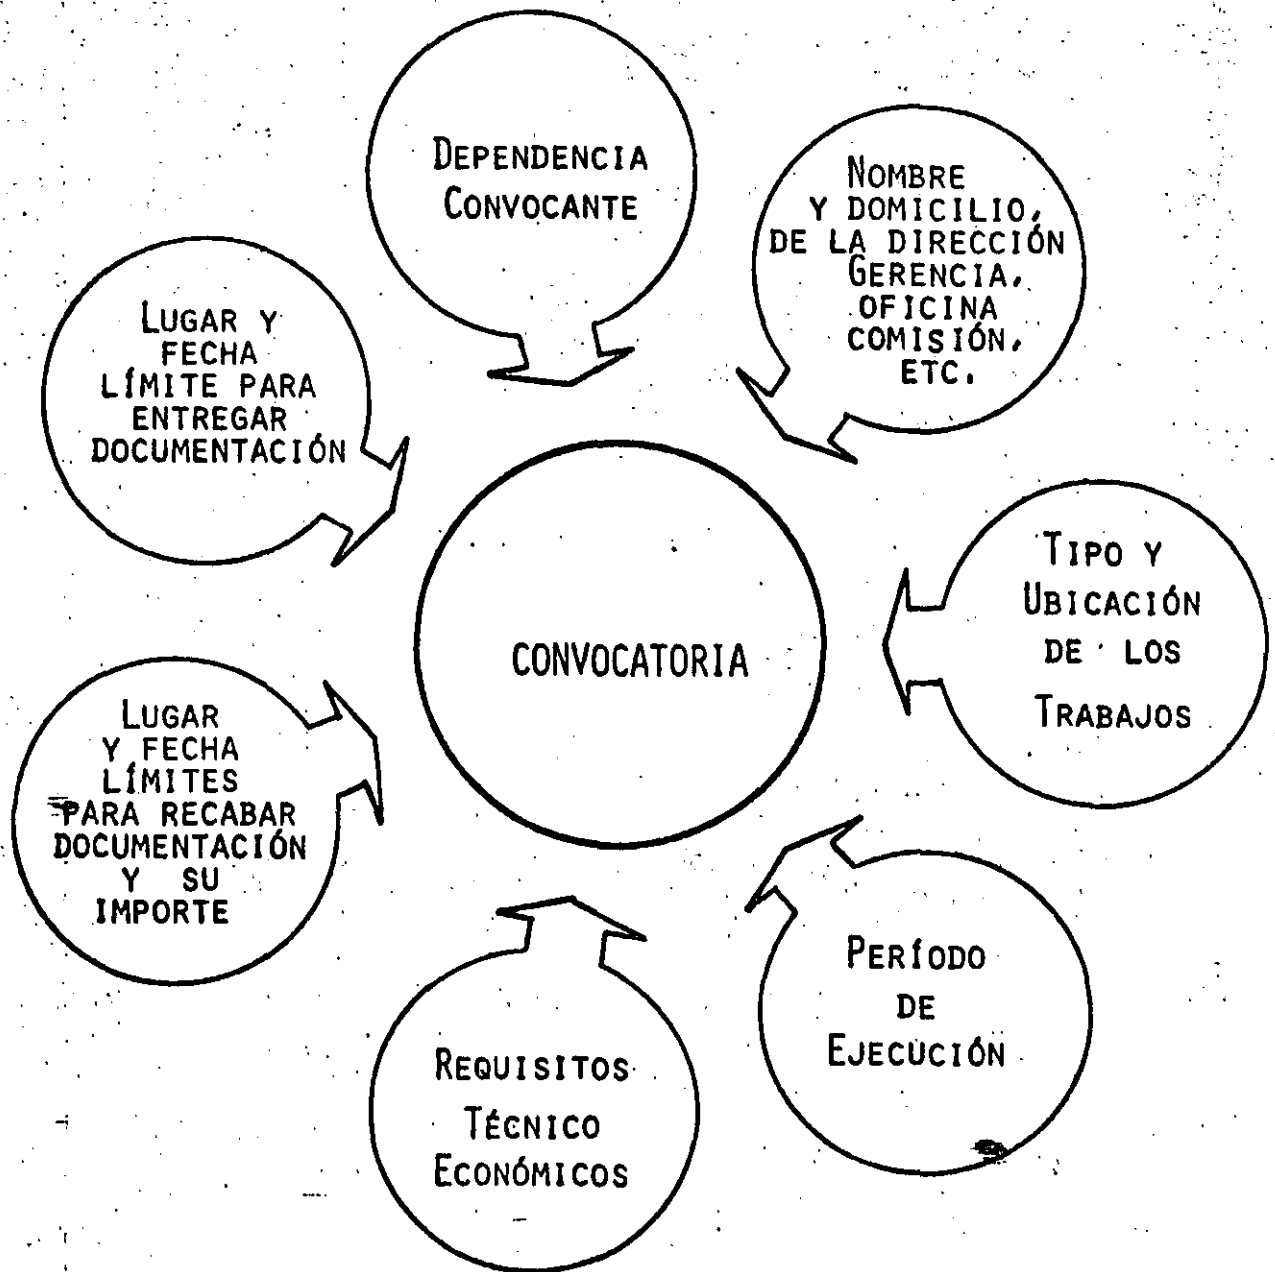 DEPENDENCIA
CONVOCANTE
NOMBRE
Y DOMICILIO,
DE LA DIRECCIÓN
GERENCIA,
OFICINA
COMISIÓN,
ETC.
LUGAR Y
FECHA
LÍMITE PARA
ENTREGAR
DOCUMENTACIÓN
TIPO Y
UBICACIÓN
DE LOS
TRABAJOS
CONVOCATORIA
LUGAR
Y FECHA
LÍMITES
PARA RECABAR
DOCUMENTACIÓN
Y SU
IMPORTE
PERÍODO
DE
EJECUCIÓN
REQUISITOS
TÉCNICO
ECONÓMICOS